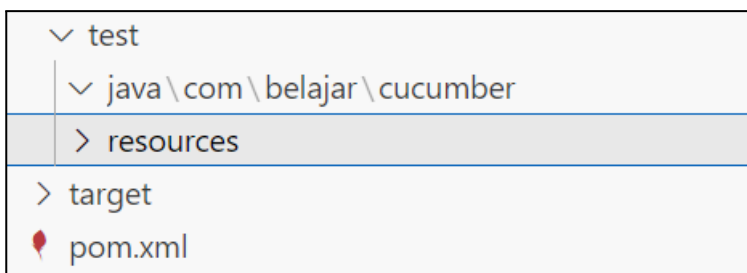 test
java\com\belajar\cucumber
resources
target
pom.xml